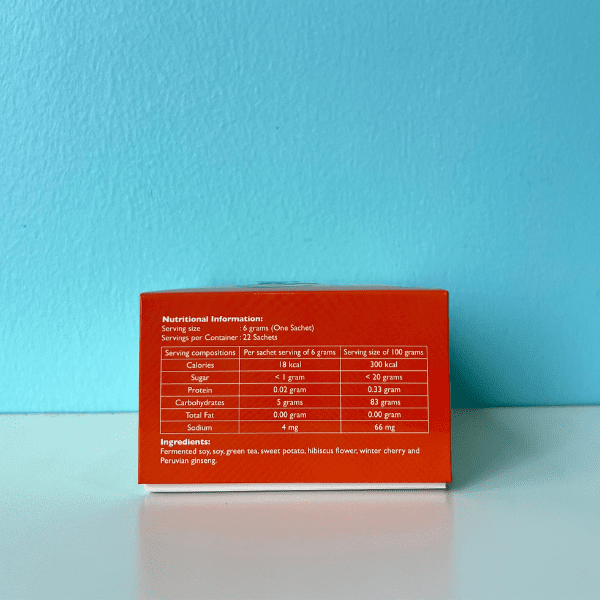 Nutritional Information:
Serving size : 6 grams (One Sachet)
Servings per Container : 22 Sachets
Serving compositions Per sachet serving of 6 grams Serving size of 100 grams
Calories 18 kcal 300 kcal
Sugar < 1 gram < 20 grams
Protein 0.02 gram 0.33 gram
Carbohydrates 5 grams 83 grams
Total Fat 0.00 gram 0.00 gram
Sodium 4 mg 66 mg
Ingredients:
Fermented soy, soy, green tea, sweet potato, hibiscus flower, winter cherry and
Peruvian ginseng.